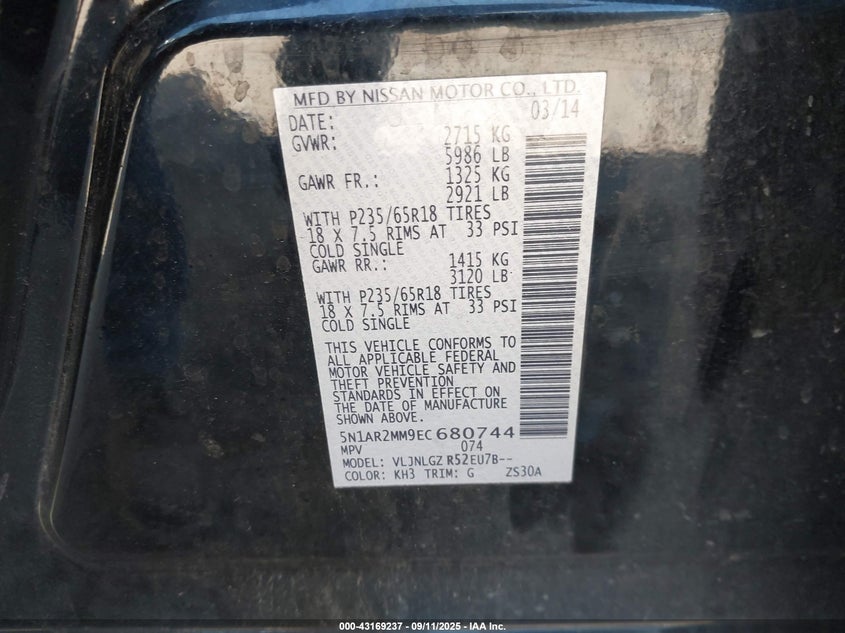 MFD BY NISSAN MOTOR CO., LTD.
DATE: 03/14
GVWR: 2715 KG
5986 LB
GAWR FR.: 1325 KG
2921 LB
WITH P235/65R18 TIRES
18 X 7.5 RIMS AT 33 PSI
COLD SINGLE
GAWR RR.: 1415 KG
3120 LB
WITH P235/65R18 TIRES
18 X 7.5 RIMS AT 33 PSI
COLD SINGLE
THIS VEHICLE CONFORMS TO
ALL APPLICABLE FEDERAL
MOTOR VEHICLE SAFETY AND
THEFT PREVENTION
STANDARDS IN EFFECT ON
THE DATE OF MANUFACTURE
SHOWN ABOVE.
5N1AR2MM9EC680744
MPV 074
MODEL: VLJNLGZ R52EU7B--
COLOR: KH3 TRIM: G ZS30A
000-43169237 - 09/11/2025 - IAA Inc.